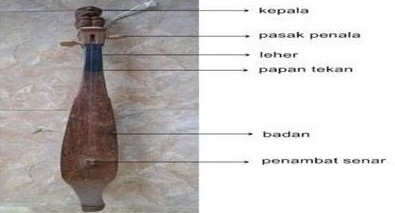 kepala
pasak penala
leher
papan tekan
badan
penambat senar